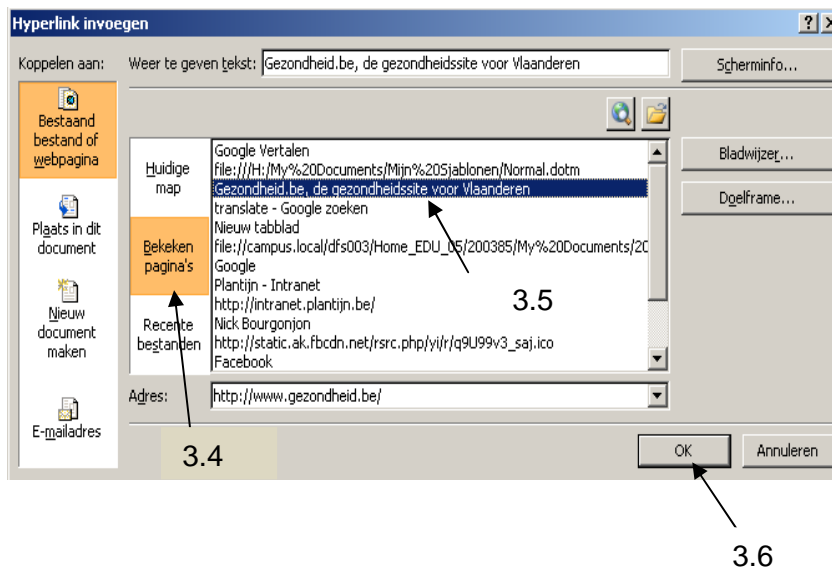 Hyperlink invoegen
Koppelen aan:
Weer te geven tekst: Gezondheid.be, de gezondheidssite voor Vlaanderen
Scherminfo...
Bestaand
bestand of
webpagina
Plaats in dit
document
Nieuw
document
maken
E-mailadres
Huidige
map
Bekeken
pagina's
Recente
bestanden
Google Vertalen
file:///H:/My%20Documents/Mijn%20Sjablonen/Normal.dotm
Gezondheid.be, de gezondheidssite voor Vlaanderen
translate - Google zoeken
Nieuw tabblad
file://campus.local/dfs003/Home_EDU_05/200385/My%20Documents/2C
Google
Plantijn - Intranet
http://intranet.plantijn.be/
Nick Bourgonjon
http://static.ak.fbcdn.net/rsrc.php/yi/r/q9U99v3_saj.ico
Facebook
Bladwijzer...
Doelframe...
Adres: http://www.gezondheid.be/
OK
Annuleren
3.4
3.5
3.6